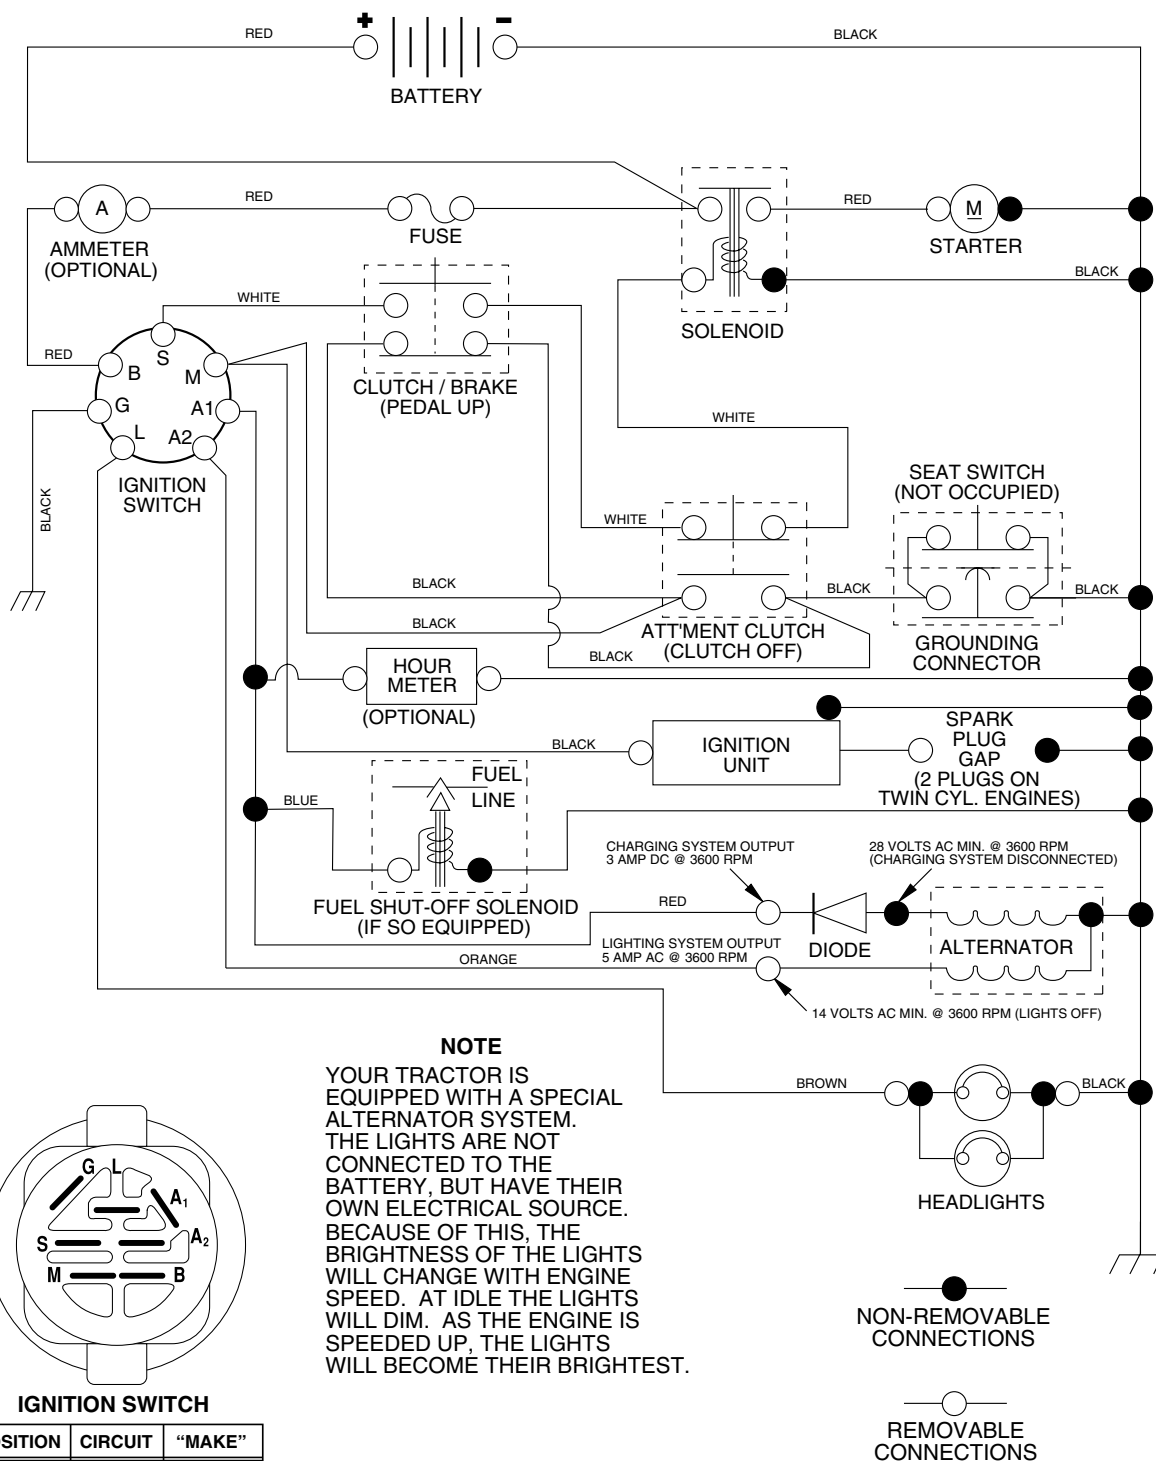 +
−
RED
BLACK
BATTERY
A
RED
AMMETER
(OPTIONAL)
FUSE
SOLENOID
RED
M
STARTER
BLACK
WHITE
CLUTCH / BRAKE
(PEDAL UP)
RED
S
B
M
G
A1
L
A2
IGNITION
SWITCH
BLACK
WHITE
SEAT SWITCH
(NOT OCCUPIED)
WHITE
BLACK
BLACK
BLACK
BLACK
ATT'MENT CLUTCH
(CLUTCH OFF)
GROUNDING
CONNECTOR
BLACK
HOUR
METER
(OPTIONAL)
BLACK
IGNITION
UNIT
SPARK
PLUG
GAP
(2 PLUGS ON
TWIN CYL. ENGINES)
BLUE
FUEL
LINE
FUEL SHUT-OFF SOLENOID
(IF SO EQUIPPED)
CHARGING SYSTEM OUTPUT
3 AMP DC @ 3600 RPM
28 VOLTS AC MIN. @ 3600 RPM
(CHARGING SYSTEM DISCONNECTED)
RED
DIODE
ALTERNATOR
LIGHTING SYSTEM OUTPUT
5 AMP AC @ 3600 RPM
ORANGE
14 VOLTS AC MIN. @ 3600 RPM (LIGHTS OFF)
BROWN
BLACK
HEADLIGHTS
NOTE
YOUR TRACTOR IS
EQUIPPED WITH A SPECIAL
ALTERNATOR SYSTEM.
THE LIGHTS ARE NOT
CONNECTED TO THE
BATTERY, BUT HAVE THEIR
OWN ELECTRICAL SOURCE.
BECAUSE OF THIS, THE
BRIGHTNESS OF THE LIGHTS
WILL CHANGE WITH ENGINE
SPEED. AT IDLE THE LIGHTS
WILL DIM. AS THE ENGINE IS
SPEEDED UP, THE LIGHTS
WILL BECOME THEIR BRIGHTEST.
G L
A1
S
A2
M
B
IGNITION SWITCH
SITION CIRCUIT “MAKE”
NON-REMOVABLE
CONNECTIONS
REMOVABLE
CONNECTIONS